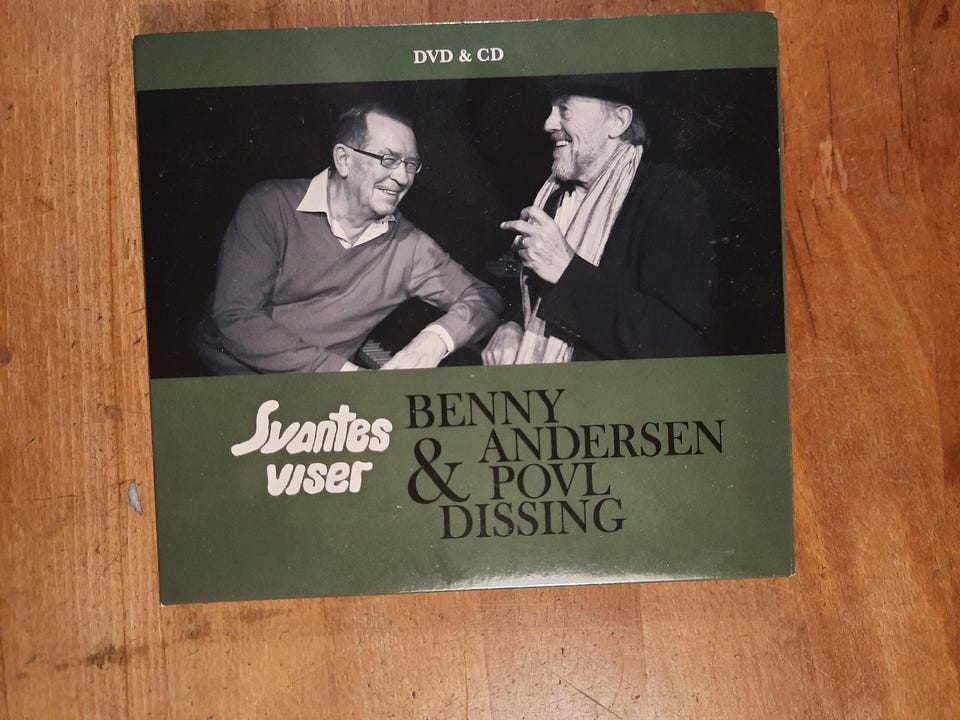 DVD & CD
Svantes
viser
BENNY
& ANDERSEN
POVL
DISSING